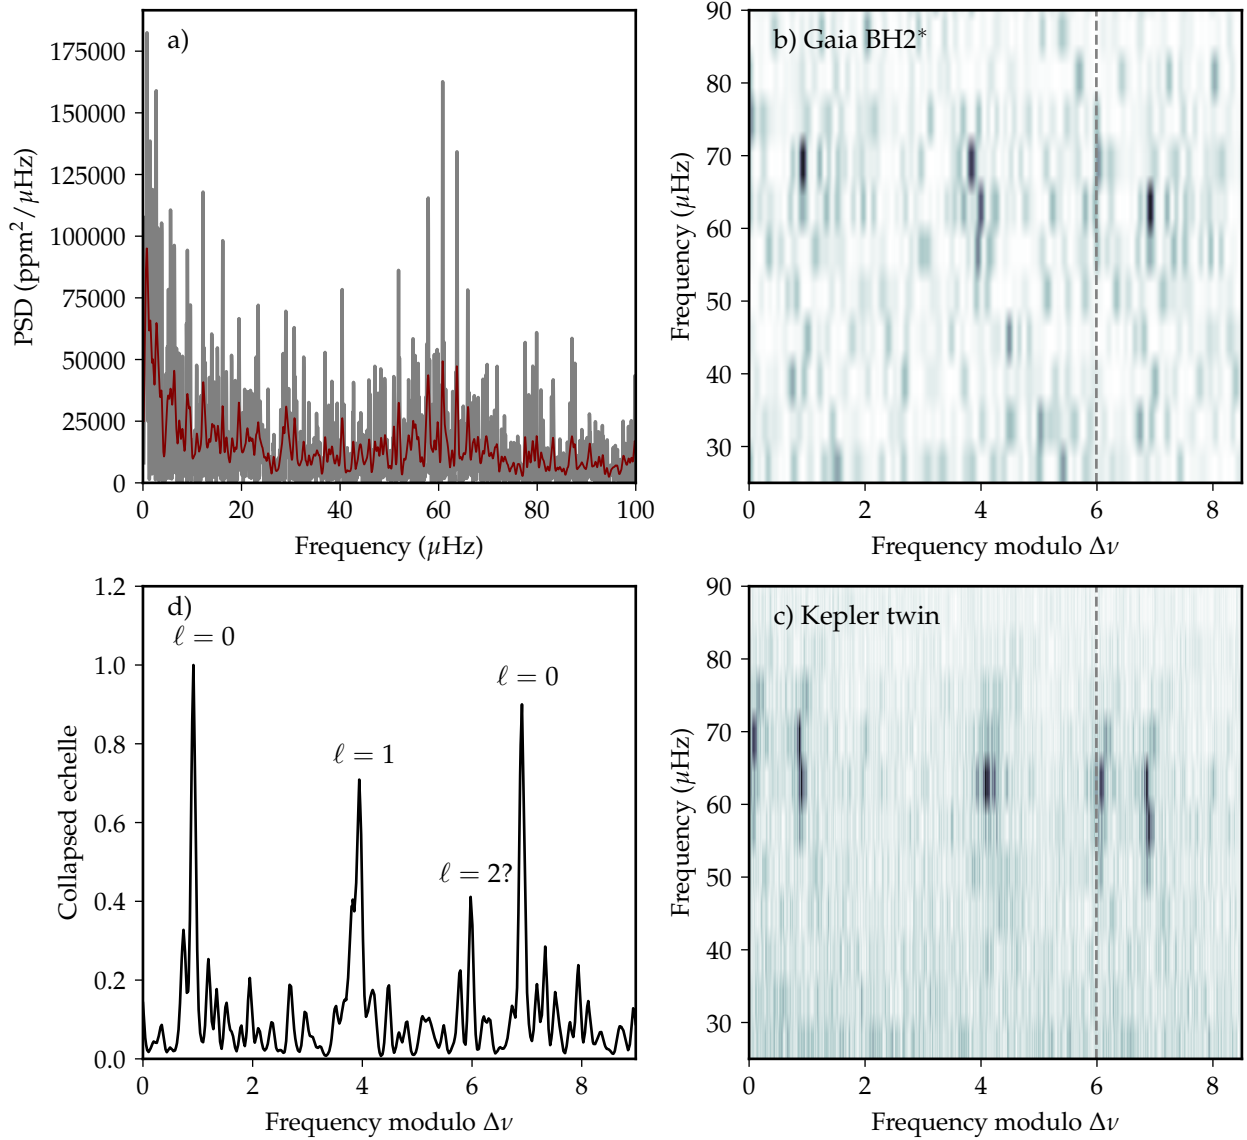 a)
175000
150000
125000
100000
75000
50000
25000
0
PSD (ppm²/μHz)
0 20 40 60 80 100
Frequency (μHz)
b) Gaia BH2*
90
80
70
60
50
40
30
Frequency (μHz)
0 2 4 6 8
Frequency modulo Δν
d)
ℓ = 0
ℓ = 1
ℓ = 2?
ℓ = 0
1.2
1.0
0.8
0.6
0.4
0.2
0.0
Collapsed echelle
0 2 4 6 8
Frequency modulo Δν
c) Kepler twin
90
80
70
60
50
40
30
Frequency (μHz)
0 2 4 6 8
Frequency modulo Δν